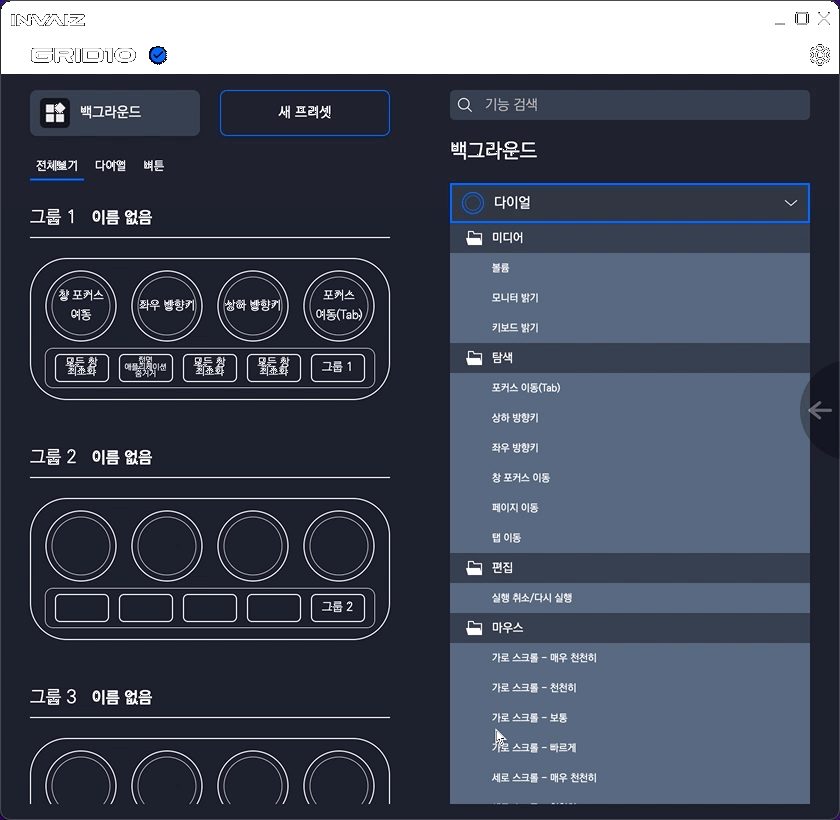 INVAIZ
GRID10
백그라운드
새 프리셋
전체보기 다이얼 버튼
그룹 1 이름 없음
창 포커스
이동
좌우 방향키
상하 방향키
포커스
이동(Tab)
모든 창
최소화
전면
애플리케이션
숨기기
모든 창
최소화
모든 창
최소화
그룹 1
그룹 2 이름 없음
그룹 2
그룹 3 이름 없음
기능 검색
백그라운드
다이얼
미디어
볼륨
모니터 밝기
키보드 밝기
탐색
포커스 이동(Tab)
상하 방향키
좌우 방향키
창 포커스 이동
페이지 이동
탭 이동
편집
실행 취소/다시 실행
마우스
가로 스크롤 - 매우 천천히
가로 스크롤 - 천천히
가로 스크롤 - 보통
가로 스크롤 - 빠르게
세로 스크롤 - 매우 천천히